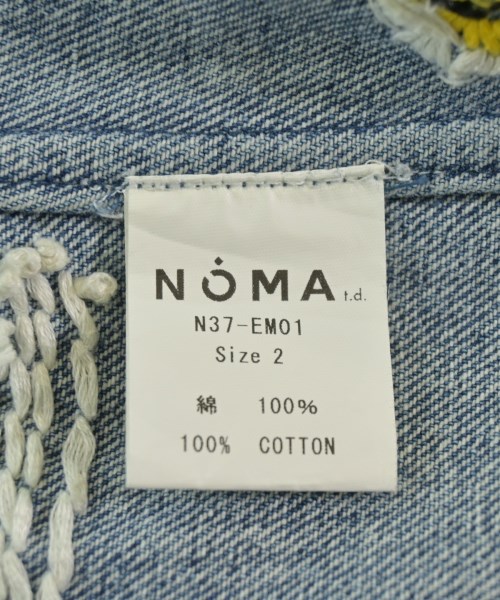 NOMA t.d.
N37-EM01
Size 2
綿 100%
100% COTTON